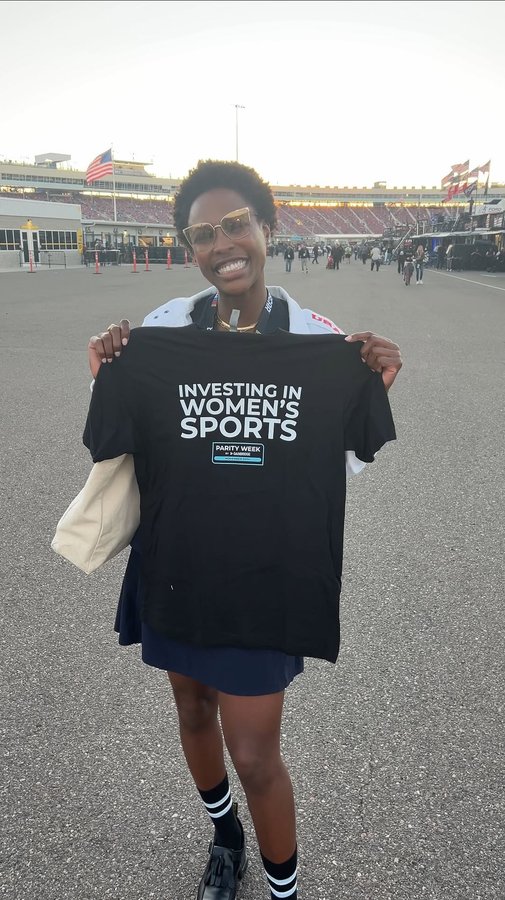 INVESTING IN
WOMEN'S
SPORTS
PARITY WEEK